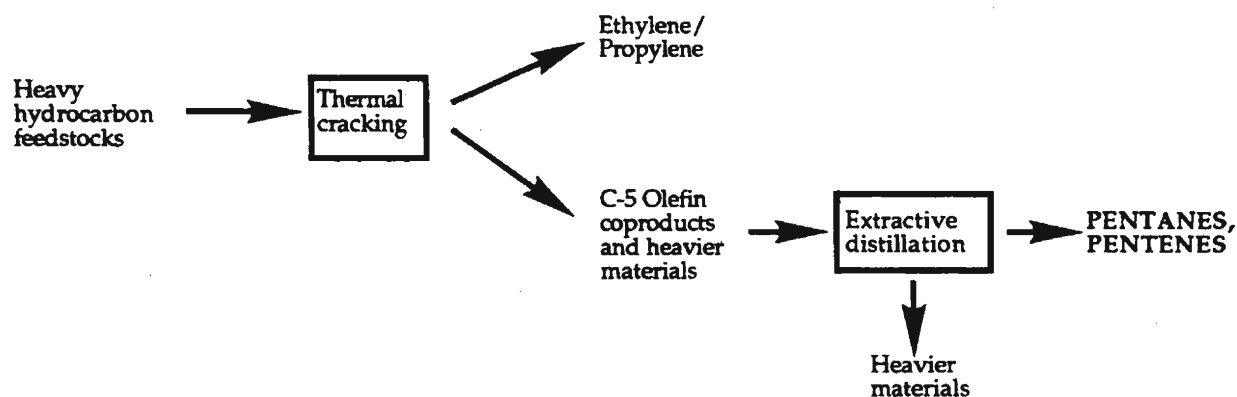 Heavy
hydrocarbon
feedstocks
Thermal
cracking
Ethylene/
Propylene
C-5 Olefin
coproducts
and heavier
materials
Extractive
distillation
PENTANES,
PENTENES
Heavier
materials